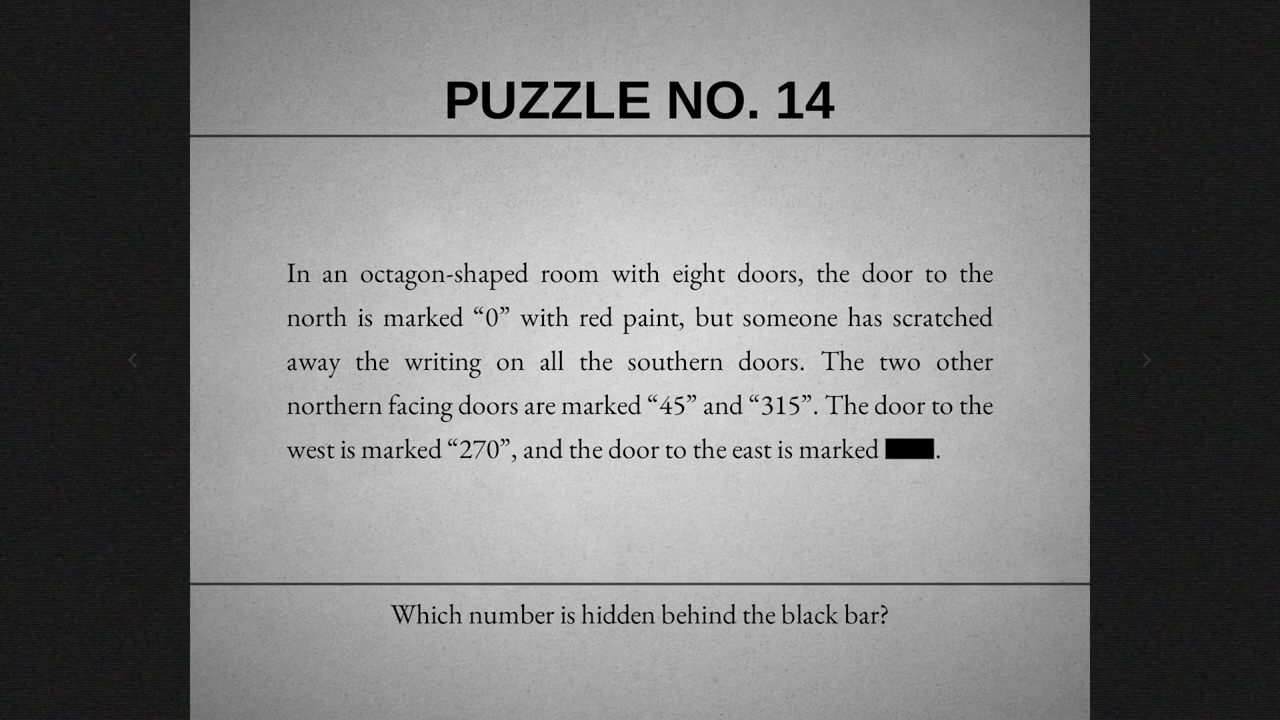 PUZZLE NO. 14
In an octagon-shaped room with eight doors, the door to the
north is marked “0” with red paint, but someone has scratched
away the writing on all the southern doors. The two other
northern facing doors are marked “45” and “315”. The door to the
west is marked “270”, and the door to the east is marked .
Which number is hidden behind the black bar?